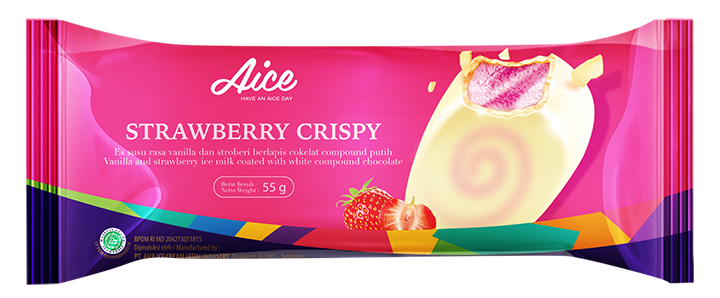 Aice
HAVE AN AICE DAY
STRAWBERRY CRISPY
Es susu rasa vanilla dan stroberi berlapis cokelat compound putih
Vanilla and strawberry ice milk coated with white compound chocolate
Berat Bersih /
Netto Weight :
55 g
BPOM RI MD 204213011815
Diproduksi oleh / Manufactured by :
PT. AICE ICE CREAM JATIM INDUSTRY, Indonesia